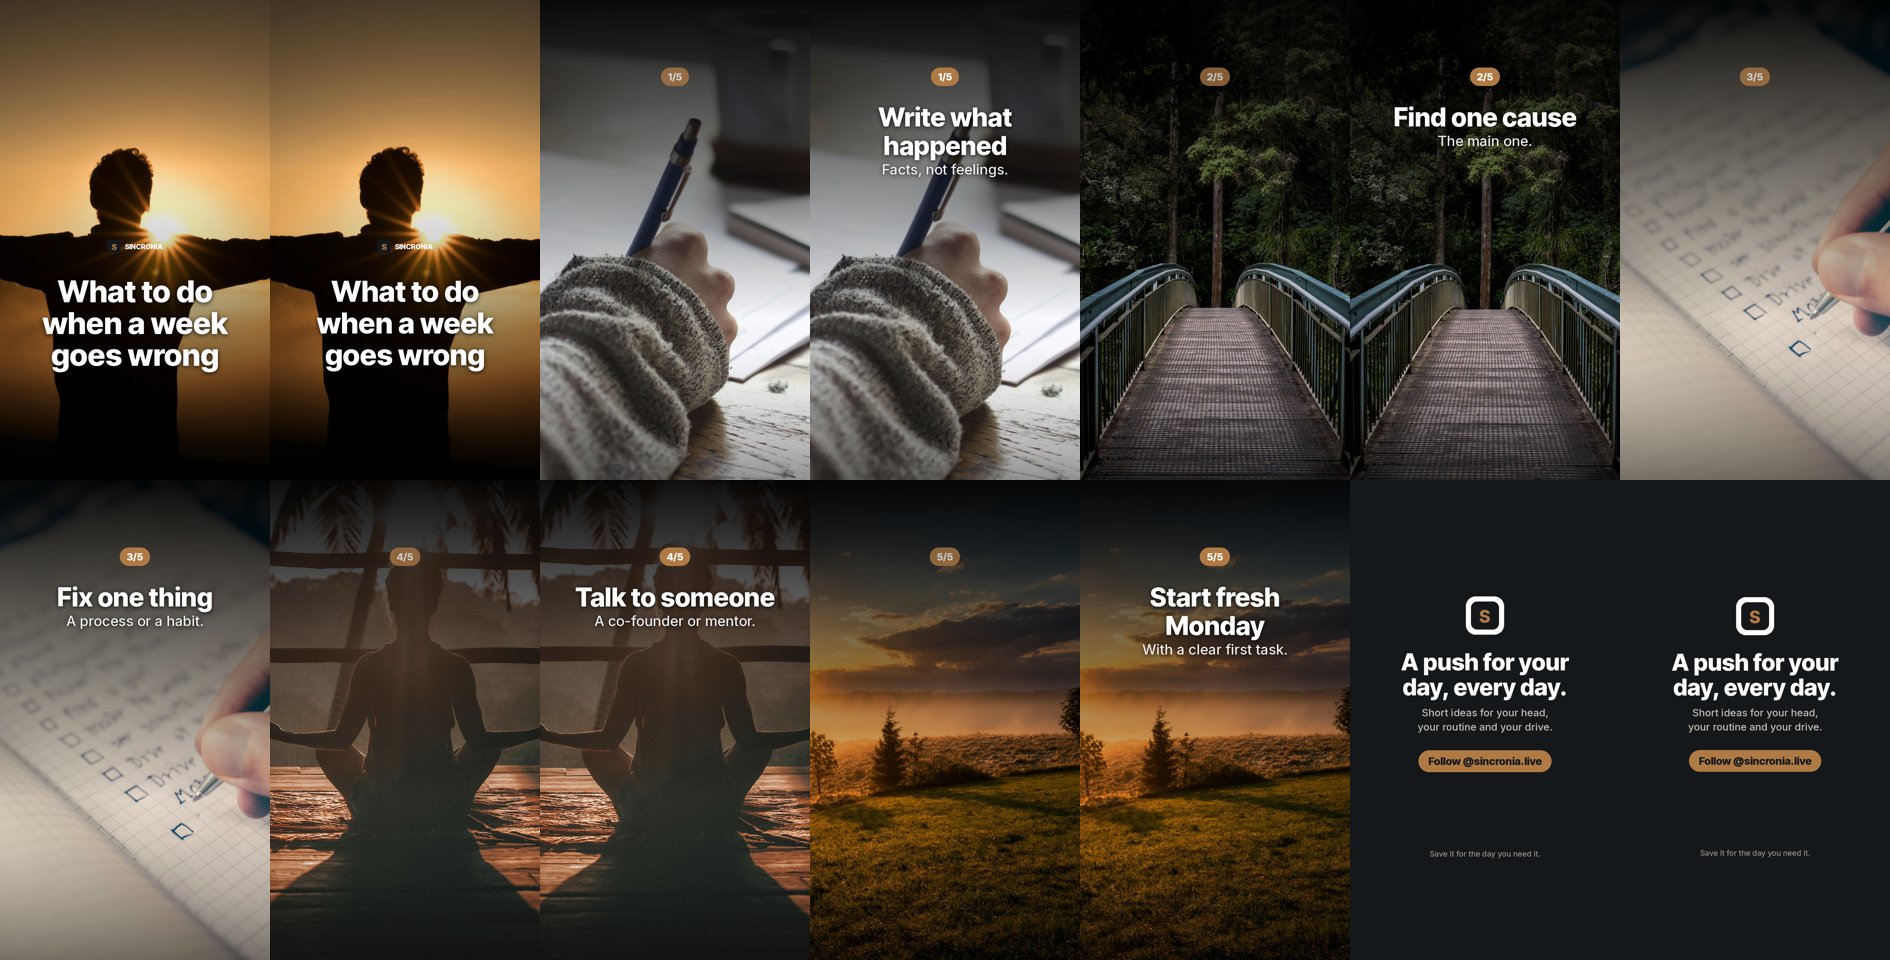 S SINCRONIA
What to do
when a week
goes wrong
S SINCRONIA
What to do
when a week
goes wrong
1/5
1/5
Write what
happened
Facts, not feelings.
2/5
2/5
Find one cause
The main one.
3/5
3/5
Fix one thing
A process or a habit.
4/5
4/5
Talk to someone
A co-founder or mentor.
5/5
5/5
Start fresh
Monday
With a clear first task.
S
A push for your
day, every day.
Short ideas for your head,
your routine and your drive.
Follow @sincronia.live
Save it for the day you need it.
S
A push for your
day, every day.
Short ideas for your head,
your routine and your drive.
Follow @sincronia.live
Save it for the day you need it.